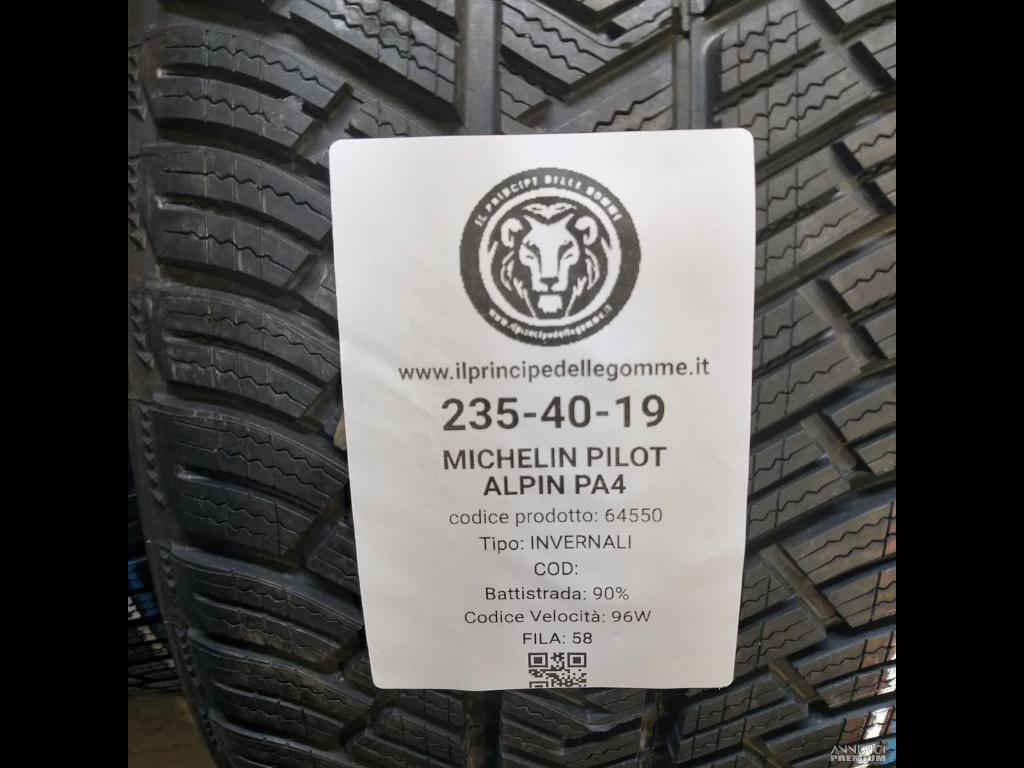 IL PRINCIPE DELLE GOMME
www.ilprincipedellegomme.it
www.ilprincipedellegomme.it
235-40-19
MICHELIN PILOT
ALPIN PA4
codice prodotto: 64550
Tipo: INVERNALI
COD:
Battistrada: 90%
Codice Velocità: 96W
FILA: 58
ANNUNCI
PREMIUM